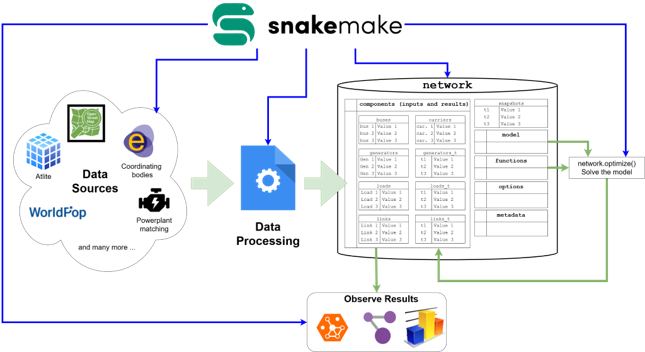 snakemake
network
components (inputs and results)
snapshots
t1 Value 1
t2 Value 2
t3 Value 3
buses
bus 1 Value 1
bus 2 Value 2
bus 3 Value 3
carriers
car. 1 Value 1
car. 2 Value 2
car. 3 Value 3
model
generators
Gen 1 Value 1
Gen 2 Value 2
Gen 3 Value 3
generators_t
t1 Value 1
t2 Value 2
t3 Value 3
functions
loads
Load 1 Value 1
Load 2 Value 2
Load 3 Value 3
loads_t
t1 Value 1
t2 Value 2
t3 Value 3
options
links
Link 1 Value 1
Link 2 Value 2
Link 3 Value 3
links_t
t1 Value 1
t2 Value 2
t3 Value 3
metadata
network.optimize()
Solve the model
Atlite
Data
Sources
Coordinating
bodies
WorldPop
Powerplant
matching
and many more ...
Data
Processing
Observe Results